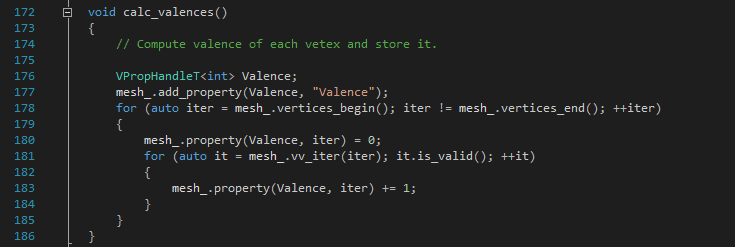 172 void calc_valences()
173 {
174 // Compute valence of each vetex and store it.
175
176 VPropHandleT<int> Valence;
177 mesh_.add_property(Valence, "Valence");
178 for (auto iter = mesh_.vertices_begin(); iter != mesh_.vertices_end(); ++iter)
179 {
180 mesh_.property(Valence, iter) = 0;
181 for (auto it = mesh_.vv_iter(iter); it.is_valid(); ++it)
182 {
183 mesh_.property(Valence, iter) += 1;
184 }
185 }
186 }